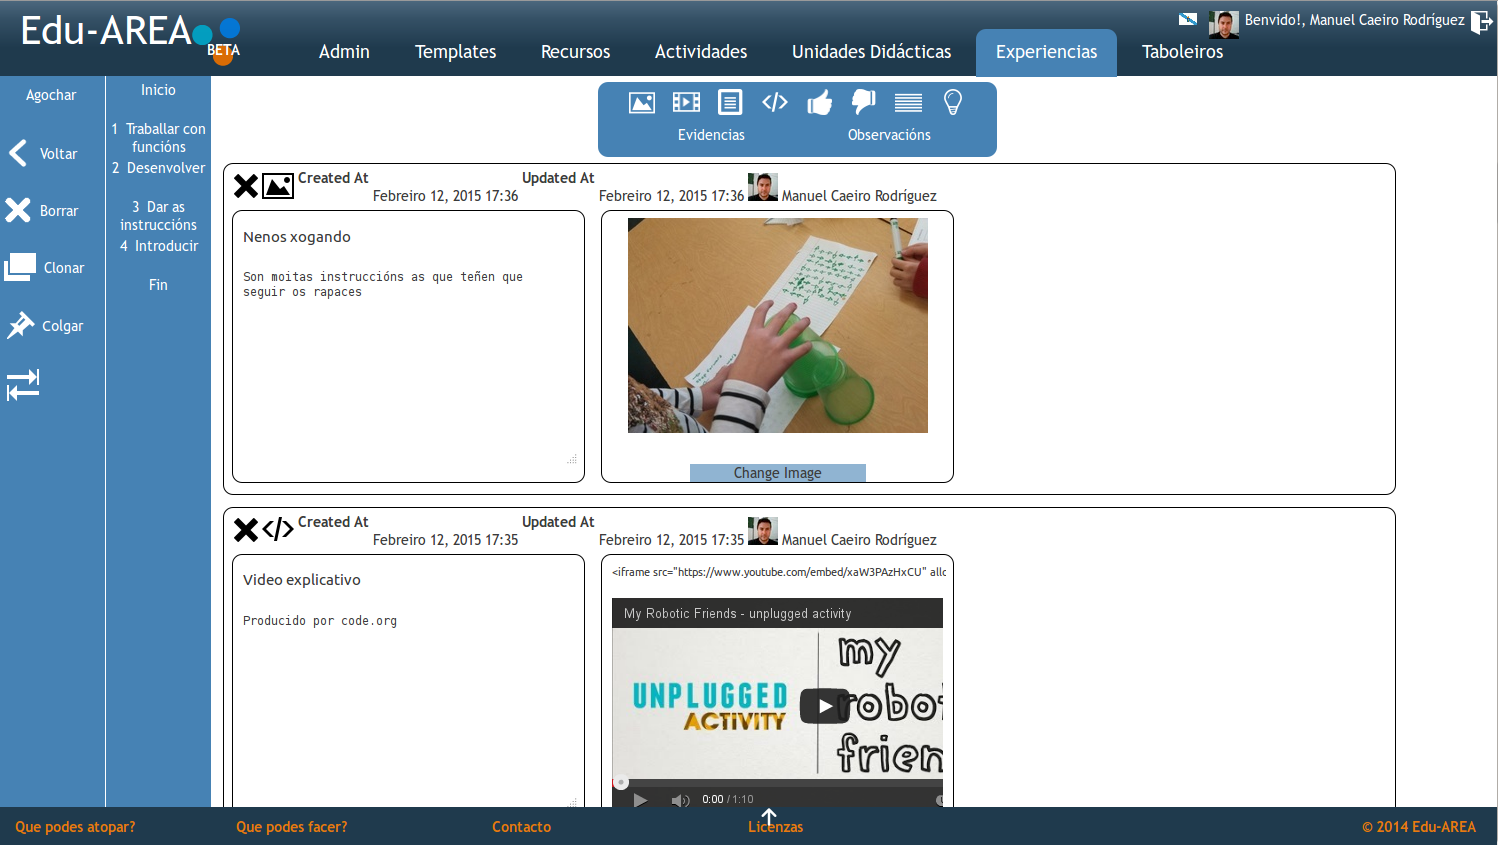 Edu-AREA
BETA
Admin
Templates
Recursos
Actividades
Unidades Didácticas
Experiencias
Taboleiros
Benvido!, Manuel Caeiro Rodríguez
Agochar
Voltar
Borrar
Clonar
Colgar
Inicio
1 Traballar con
funcións
2 Desenvolver
3 Dar as
instruccións
4 Introducir
Fin
Evidencias
Observacións
Created At
Febreiro 12, 2015 17:36
Updated At
Febreiro 12, 2015 17:36
Manuel Caeiro Rodríguez
Nenos xogando
Son moitas instruccións as que teñen que
seguir os rapaces
Change Image
Created At
Febreiro 12, 2015 17:35
Updated At
Febreiro 12, 2015 17:35
Manuel Caeiro Rodríguez
Video explicativo
Producido por code.org
<iframe src="https://www.youtube.com/embed/xaW3PAzHxCU" allo
My Robotic Friends - unplugged activity
UNPLUGGED
ACTIVITY
my
robot
frien
0:00 / 1:10
Que podes atopar?
Que podes facer?
Contacto
Licenzas
© 2014 Edu-AREA